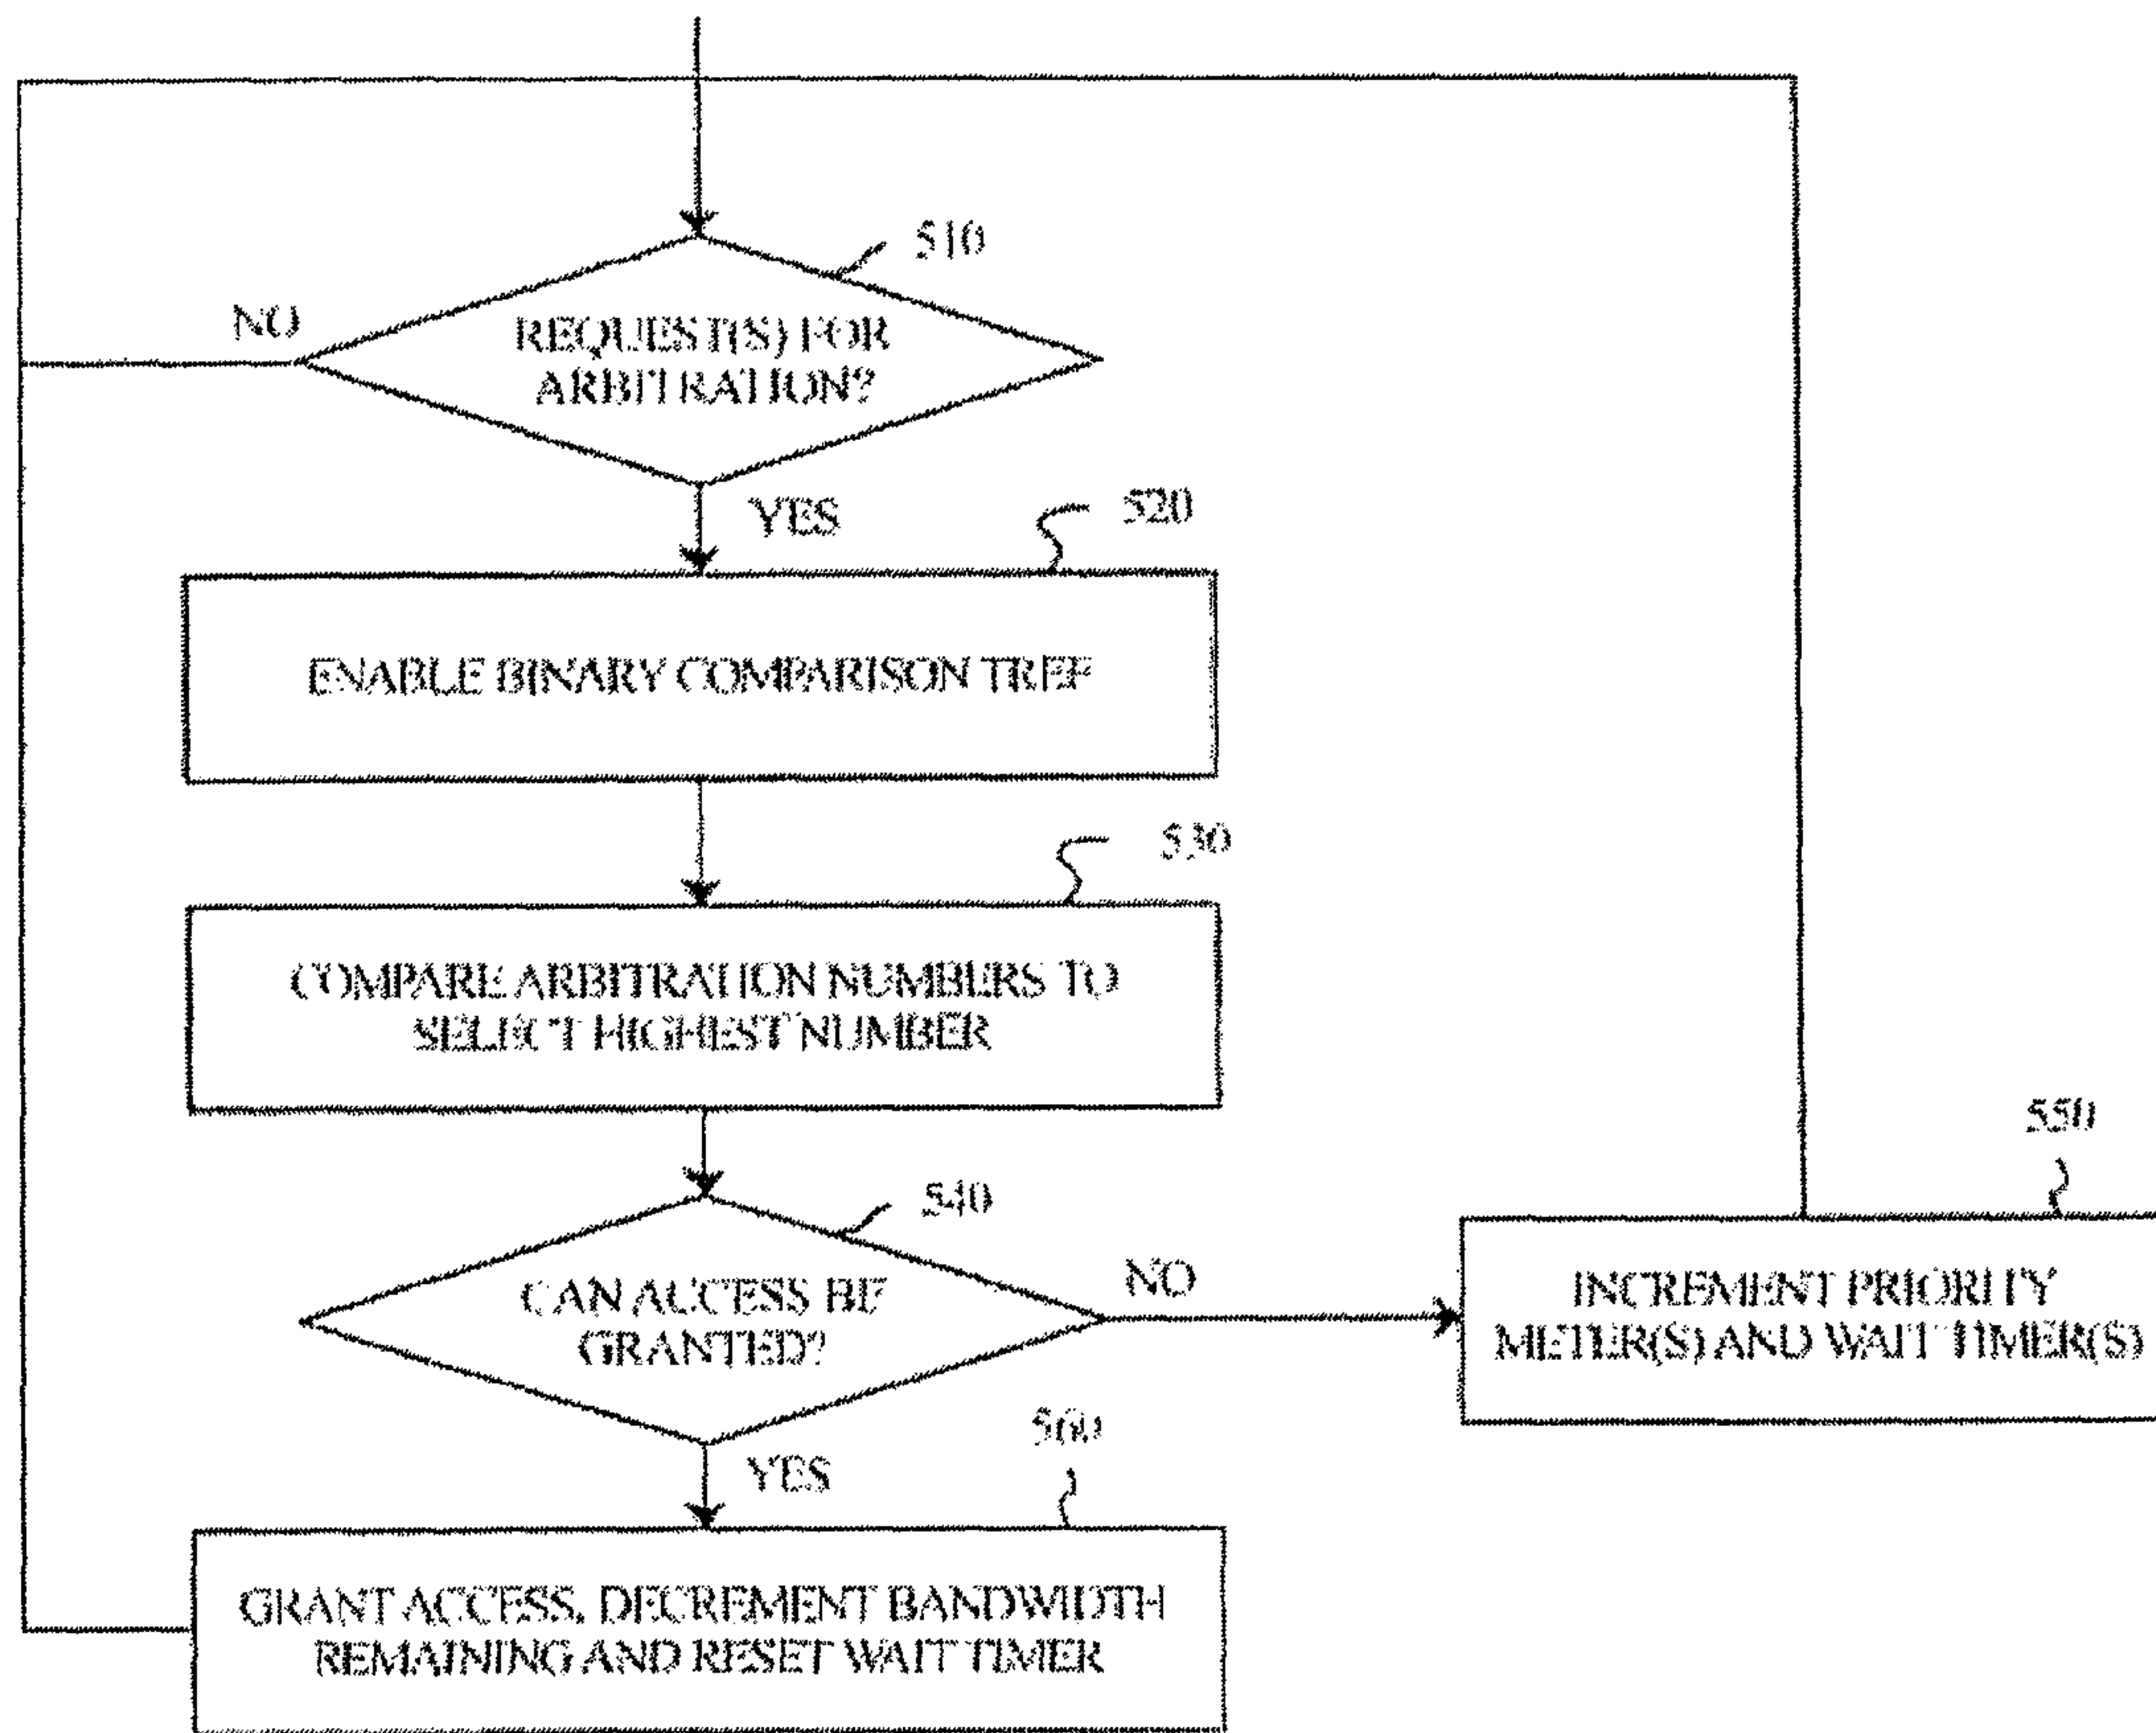 510
NO
REQUEST(S) FOR
ARBITRATION?
YES
520
ENABLE BINARY COMPARISON TREE
530
COMPARE ARBITRATION NUMBERS TO
SELECT HIGHEST NUMBER
540
CAN ACCESS BE
GRANTED?
NO
550
INCREMENT PRIORITY
METER(S) AND WAIT TIMER(S)
YES
560
GRANT ACCESS, DECREMENT BANDWIDTH
REMAINING AND RESET WAIT TIMER